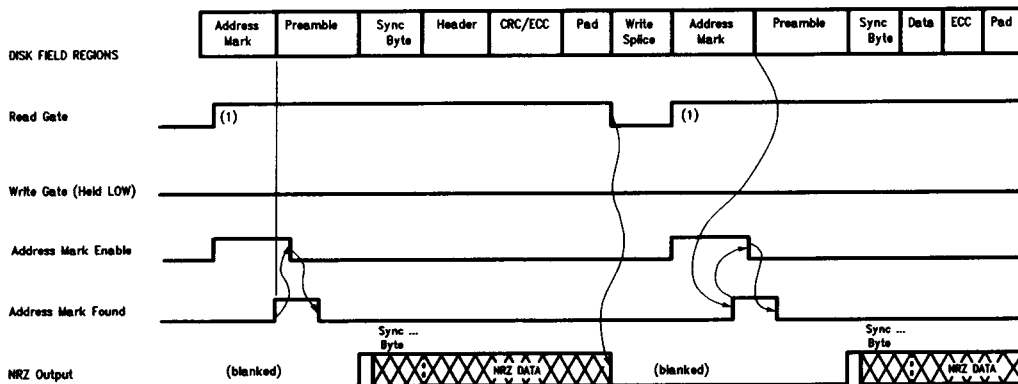 Address Mark Preamble Sync Byte Header CRC/ECC Pad Write Splice Address Mark Preamble Sync Byte Data ECC Pad
DISK FIELD REGIONS
Read Gate (1) (1)
Write Gate (Held LOW)
Address Mark Enable
Address Mark Found
Sync ... Byte Sync ... Byte
NRZ Output (blanked) NRZ DATA (blanked) NRZ DATA